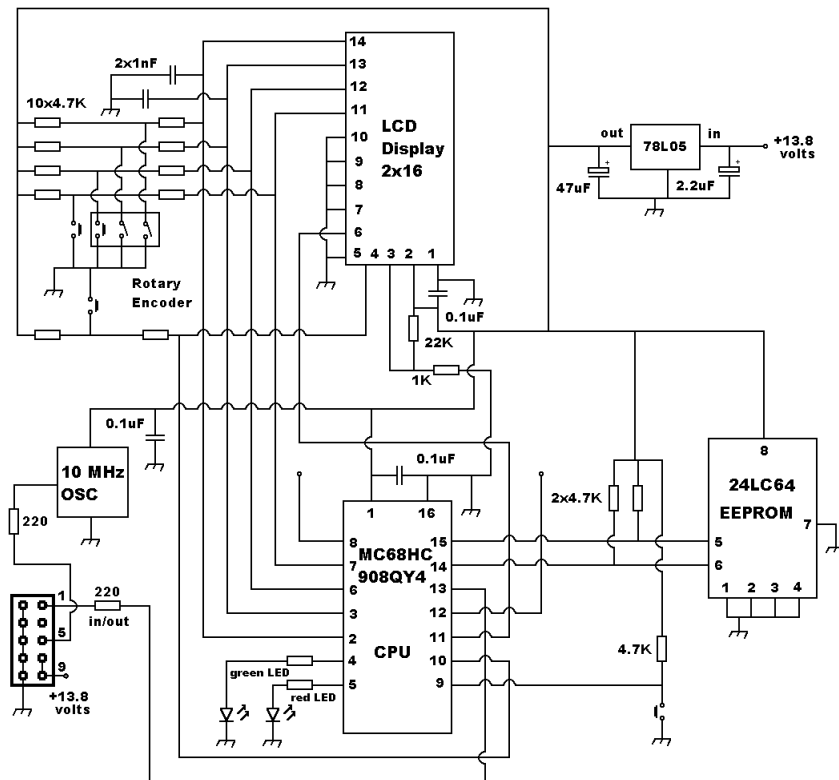 14
2x1nF
13
12
10x4.7K
11
LCD
Display
2x16
10
9
8
7
6
5
4
3
2
1
out
78L05
in
+13.8
volts
47uF
2.2uF
+
+
Rotary
Encoder
0.1uF
22K
1K
0.1uF
0.1uF
10 MHz
OSC
220
1
16
MC68HC
908QY4
CPU
8
7
6
3
2
4
5
15
14
13
12
11
10
9
green LED
red LED
2x4.7K
8
24LC64
EEPROM
7
5
6
1
2
3
4
4.7K
1
220
in/out
5
9
+13.8
volts